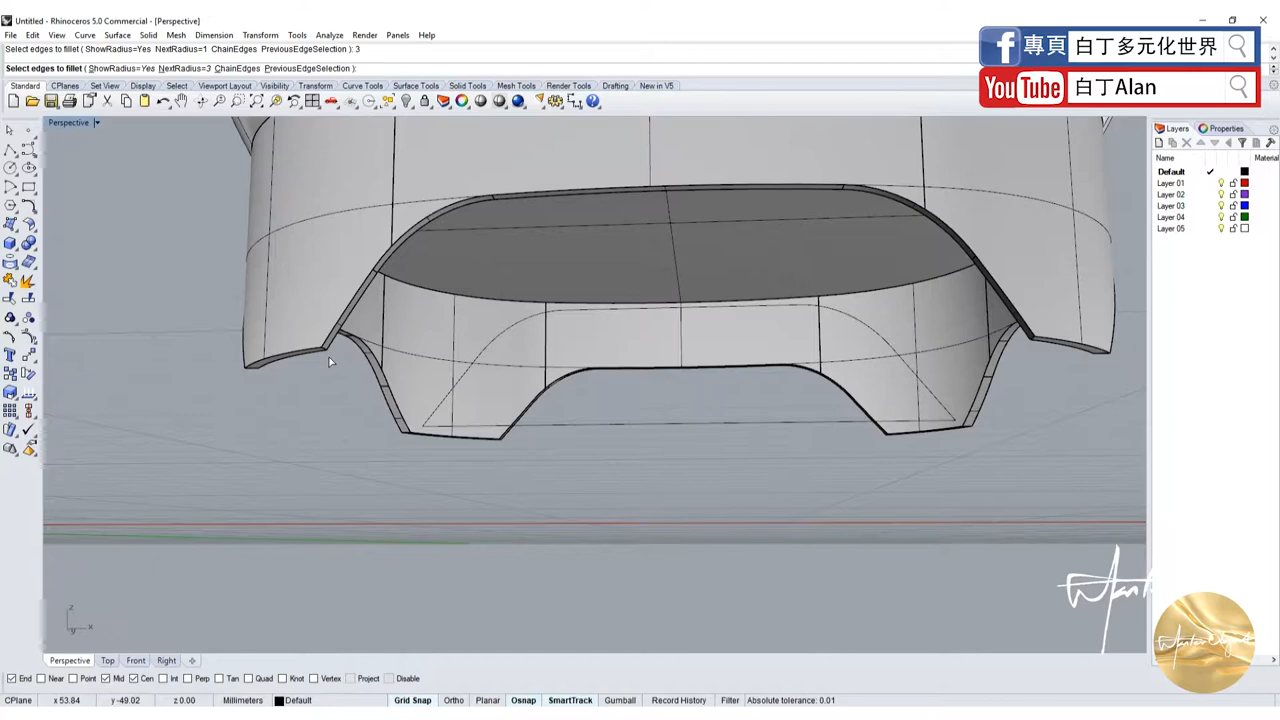 Untitled - Rhinoceros 5.0 Commercial - [Perspective]
File Edit View Curve Surface Solid Mesh Dimension Transform Tools Analyze Render Panels Help
Select edges to fillet ( ShowRadius=Yes NextRadius=1 ChainEdges PreviousEdgeSelection ): 3
Select edges to fillet ( ShowRadius=Yes NextRadius=3 ChainEdges PreviousEdgeSelection ):
f 專頁 白丁多元化世界
YouTube 白丁Alan
Standard CPlanes Set View Display Select Viewport Layout Visibility Transform Curve Tools Surface Tools Solid Tools Mesh Tools Render Tools Drafting New in V5
Perspective
Layers Properties
Name Material
Default
Layer 01
Layer 02
Layer 03
Layer 04
Layer 05
z
y x
Perspective Top Front Right
End Near Point Mid Cen Int Perp Tan Quad Knot Vertex Project Disable
CPlane x 53.84 y -49.02 z 0.00 Millimeters Default Grid Snap Ortho Planar Osnap SmartTrack Gumball Record History Filter Absolute tolerance: 0.01